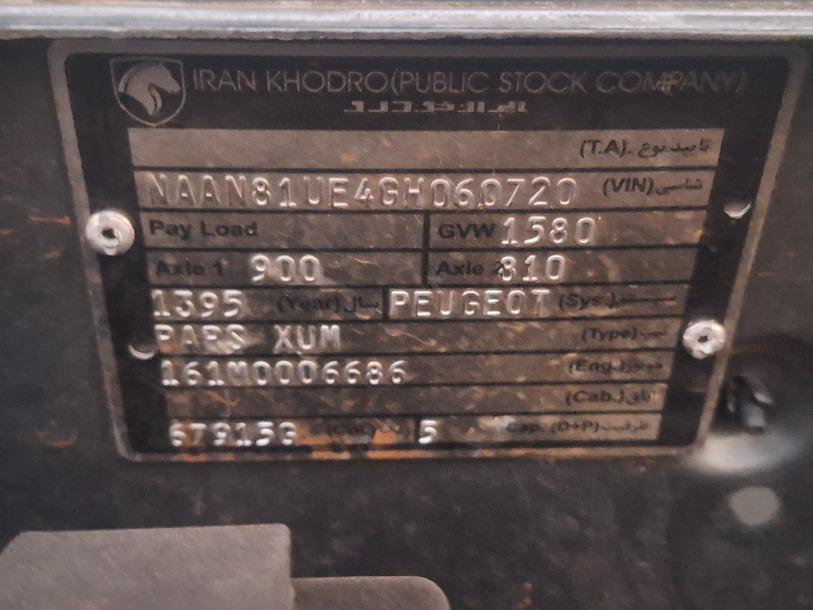 IRAN KHODRO (PUBLIC STOCK COMPANY)
ایران خودرو
تایید نوع .(T.A)
NAAN81UE4GH060720 (VIN) شاسی
Pay Load GVW 1580
Axle 1 900 Axle 2 810
1395 (Year) سال PEUGEOT (Sys.) سیستم
PARS XUM (Type) تیپ
161M0006686 (Eng.) موتور
(Cab.) اتاق
(Col.) رنگ 5 Cap. (D+P) ظرفیت